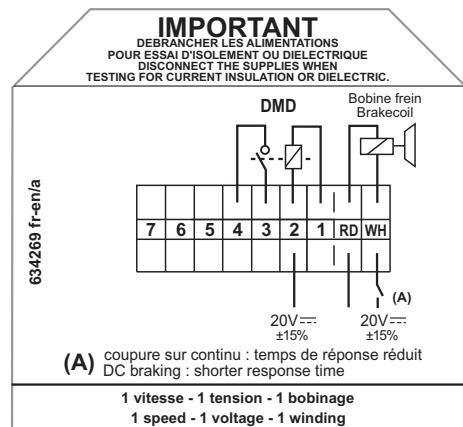 IMPORTANT
DEBRANCHER LES ALIMENTATIONS
POUR ESSAI D'ISOLEMENT OU DIELECTRIQUE
DISCONNECT THE SUPPLIES WHEN
TESTING FOR CURRENT INSULATION OR DIELECTRIC.
DMD
Bobine frein
Brakecoil
634269 fr-en/a
7 6 5 4 3 2 1 RD WH
(A)
20V ⎓ 20V ⎓
±15% ±15%
(A) coupure sur continu : temps de réponse réduit
DC braking : shorter response time
1 vitesse - 1 tension - 1 bobinage
1 speed - 1 voltage - 1 winding